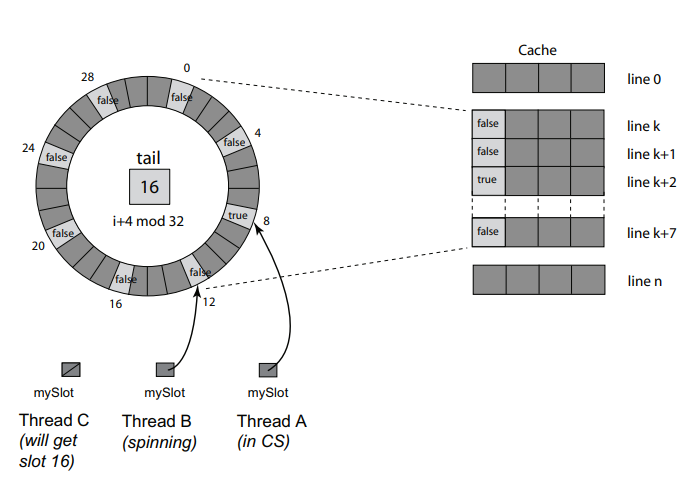 Cache
0
28
line 0
false
false
4
false
false
line k
24
false
tail
false
line k+1
16
true
line k+2
true
8
i+4 mod 32
false
false
line k+7
20
false
false
16
12
line n
mySlot
mySlot
mySlot
Thread C
(will get
slot 16)
Thread B
(spinning)
Thread A
(in CS)